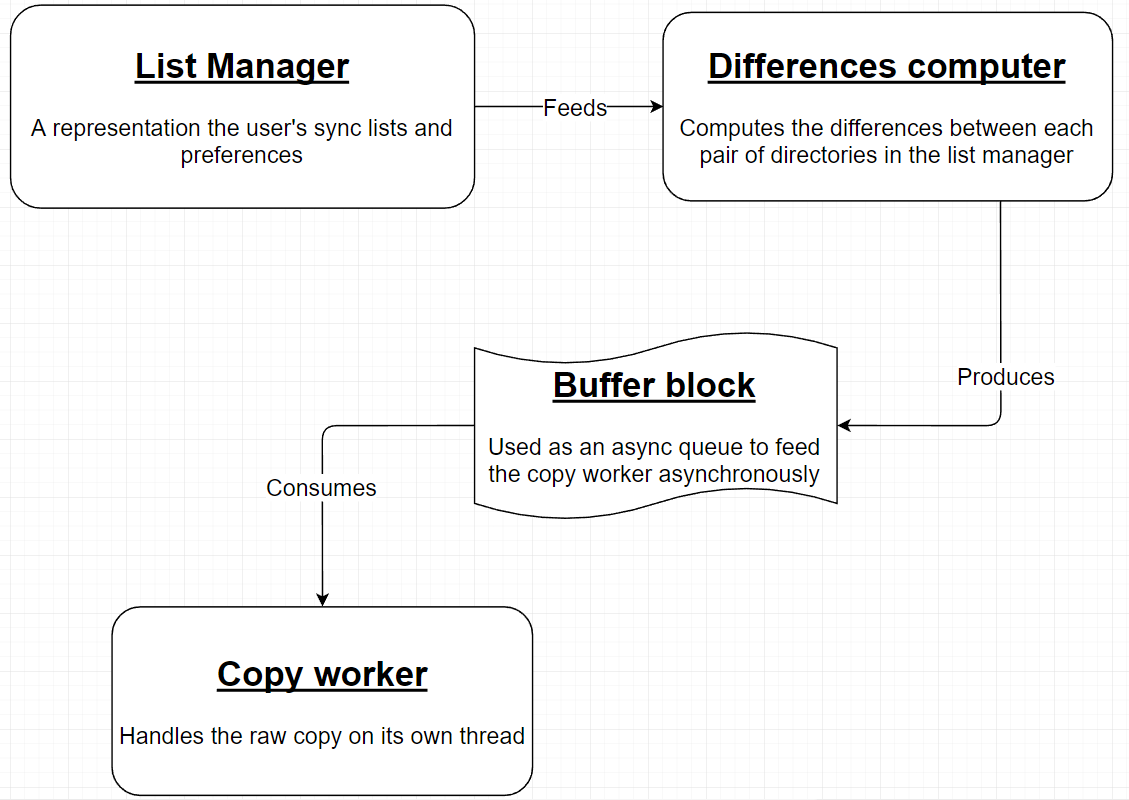 List Manager
A representation the user's sync lists and
preferences
Feeds
Differences computer
Computes the differences between each
pair of directories in the list manager
Produces
Buffer block
Used as an async queue to feed
the copy worker asynchronously
Consumes
Copy worker
Handles the raw copy on its own thread